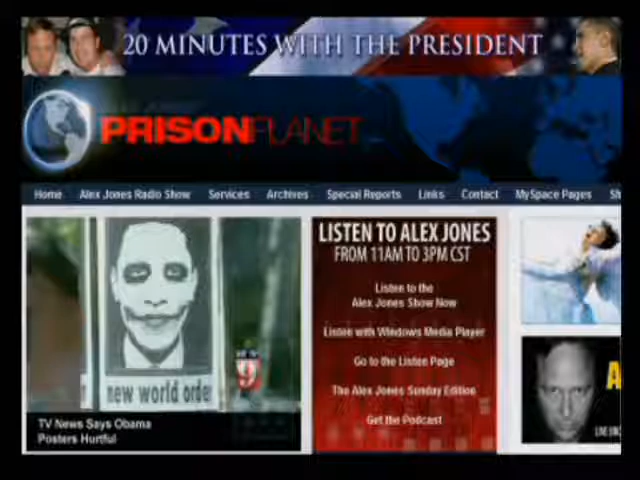 20 MINUTES WITH THE PRESIDENT
PRISONPLANET
Home Alex Jones Radio Show Services Archives Special Reports Links Contact MySpace Pages Sh
LISTEN TO ALEX JONES
FROM 11AM TO 3PM CST
Listen to the
Alex Jones Show Now
Listen with Windows Media Player
Go to the Listen Page
The Alex Jones Sunday Edition
Get the Podcast
new world order
9
TV News Says Obama
Posters Hurtful
A
LIVE